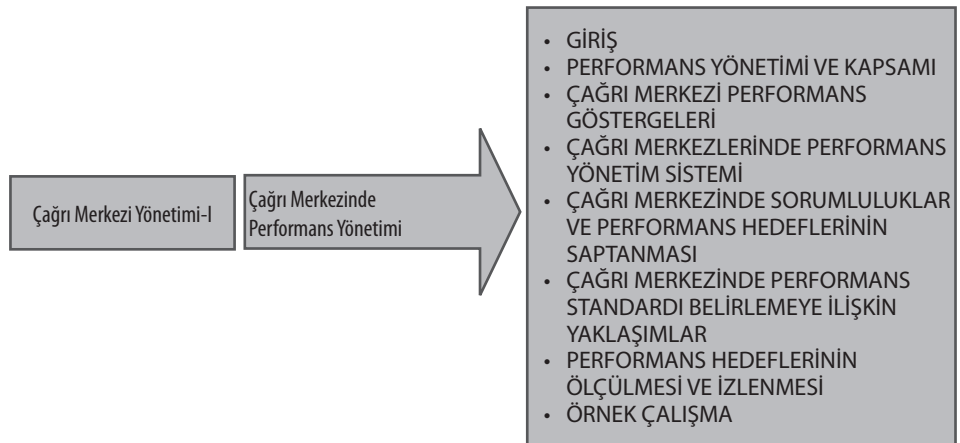 Çağrı Merkezi Yönetimi-I
Çağrı Merkezinde
Performans Yönetimi
• GİRİŞ
• PERFORMANS YÖNETİMİ VE KAPSAMI
• ÇAĞRI MERKEZİ PERFORMANS
GÖSTERGELERİ
• ÇAĞRI MERKEZLERİNDE PERFORMANS
YÖNETİM SİSTEMİ
• ÇAĞRI MERKEZİNDE SORUMLULUKLAR
VE PERFORMANS HEDEFLERİNİN
SAPTANMASI
• ÇAĞRI MERKEZİNDE PERFORMANS
STANDARDI BELİRLEMEYE İLİŞKİN
YAKLAŞIMLAR
• PERFORMANS HEDEFLERİNİN
ÖLÇÜLMESİ VE İZLENMESİ
• ÖRNEK ÇALIŞMA